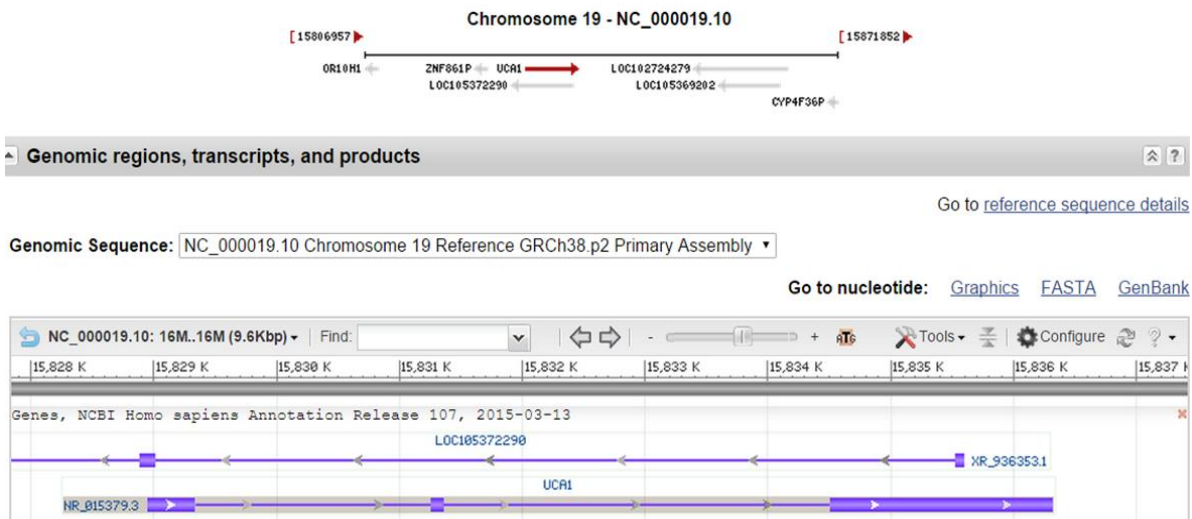 Chromosome 19 - NC_000019.10
[15806957 [15871852
OR10H1 ZNF861P UCA1 LOC102724279
LOC105372290 LOC105369202
CYP4F36P
Genomic regions, transcripts, and products
Go to reference sequence details
Genomic Sequence: NC_000019.10 Chromosome 19 Reference GRCh38.p2 Primary Assembly
Go to nucleotide: Graphics FASTA GenBank
NC_000019.10: 16M..16M (9.6Kbp) Find: - + ATG Tools Configure ?
15,828 K 15,829 K 15,830 K 15,831 K 15,832 K 15,833 K 15,834 K 15,835 K 15,836 K 15,837 K
Genes, NCBI Homo sapiens Annotation Release 107, 2015-03-13
LOC105372290
XR_936353.1
UCA1
NR_015379.3